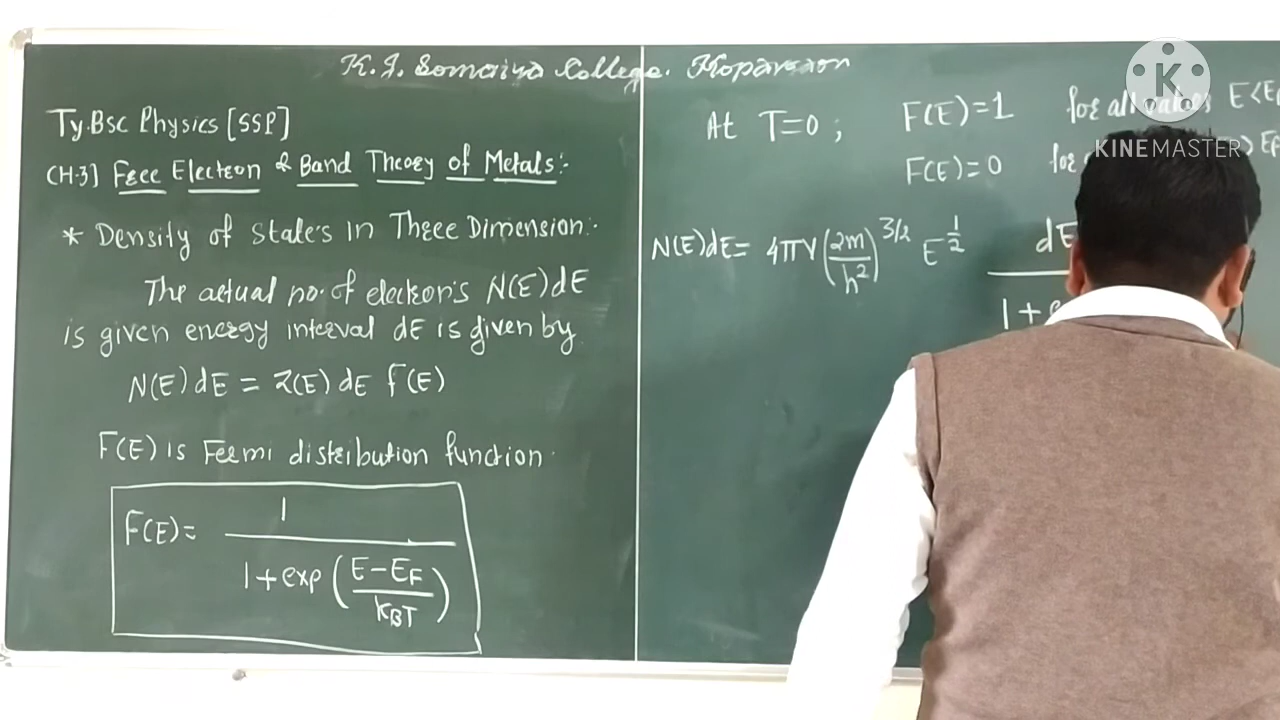 K.J. Somaiya College. Kopargaon
Ty.Bsc Physics [SSP]
CH.3] Free Electron & Band Theory of Metals:-
* Density of States in Three Dimension:-
The actual no. of electron's N(E)dE
is given energy interval dE is given by
N(E)dE = Z(E) dE f(E)
F(E) is Fermi distribution function.
F(E) = 1 / 1+exp((E-EF)/KBT)
At T=0 ; F(E)=1 for all values E<EF
F(E)=0 for > EF
N(E)dE = 4πV (2m/h²)^3/2 E^1/2 dE / 1+e
K
KINEMASTER